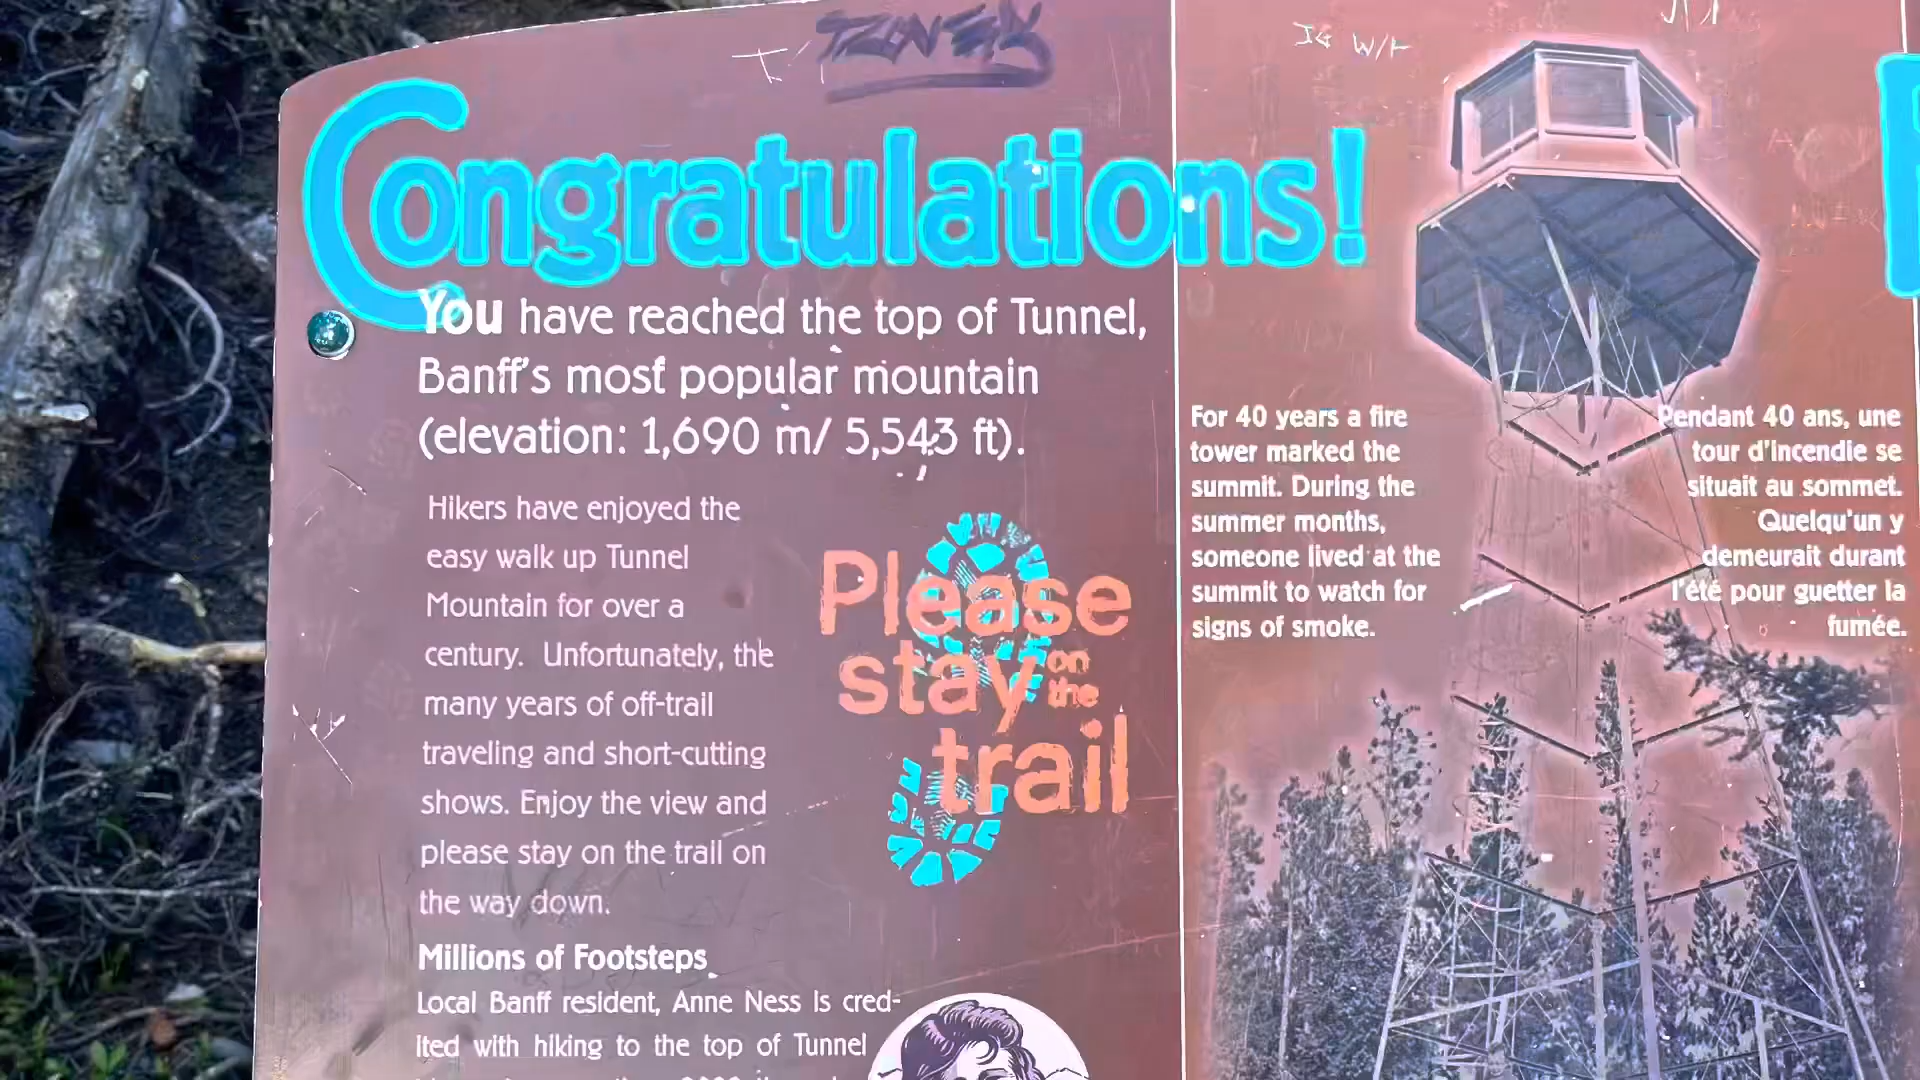 TZONEK
JG W/H
Congratulations!
You have reached the top of Tunnel,
Banff's most popular mountain
(elevation: 1,690 m/ 5,543 ft).
Hikers have enjoyed the
easy walk up Tunnel
Mountain for over a
century. Unfortunately, the
many years of off-trail
traveling and short-cutting
shows. Enjoy the view and
please stay on the trail on
the way down.
Please
stay on
the
trail
Millions of Footsteps
Local Banff resident, Anne Ness is cred-
ited with hiking to the top of Tunnel
For 40 years a fire
tower marked the
summit. During the
summer months,
someone lived at the
summit to watch for
signs of smoke.
Pendant 40 ans, une
tour d'incendie se
situait au sommet.
Quelqu'un y
demeurait durant
l'été pour guetter la
fumée.